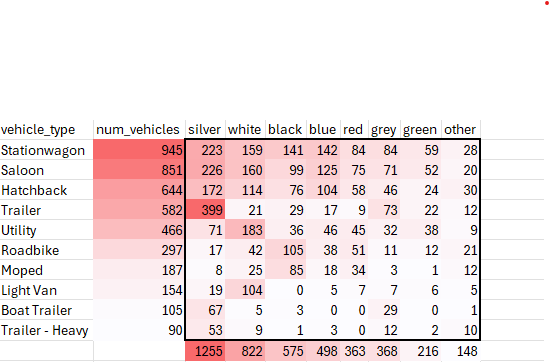 vehicle_type num_vehicles silver white black blue red grey green other
Stationwagon 945 223 159 141 142 84 84 59 28
Saloon 851 226 160 99 125 75 71 52 20
Hatchback 644 172 114 76 104 58 46 24 30
Trailer 582 399 21 29 17 9 73 22 12
Utility 466 71 183 36 46 45 32 38 9
Roadbike 297 17 42 105 38 51 11 12 21
Moped 187 8 25 85 18 34 3 1 12
Light Van 154 19 104 0 5 7 7 6 5
Boat Trailer 105 67 5 3 0 0 29 0 1
Trailer - Heavy 90 53 9 1 3 0 12 2 10
1255 822 575 498 363 368 216 148